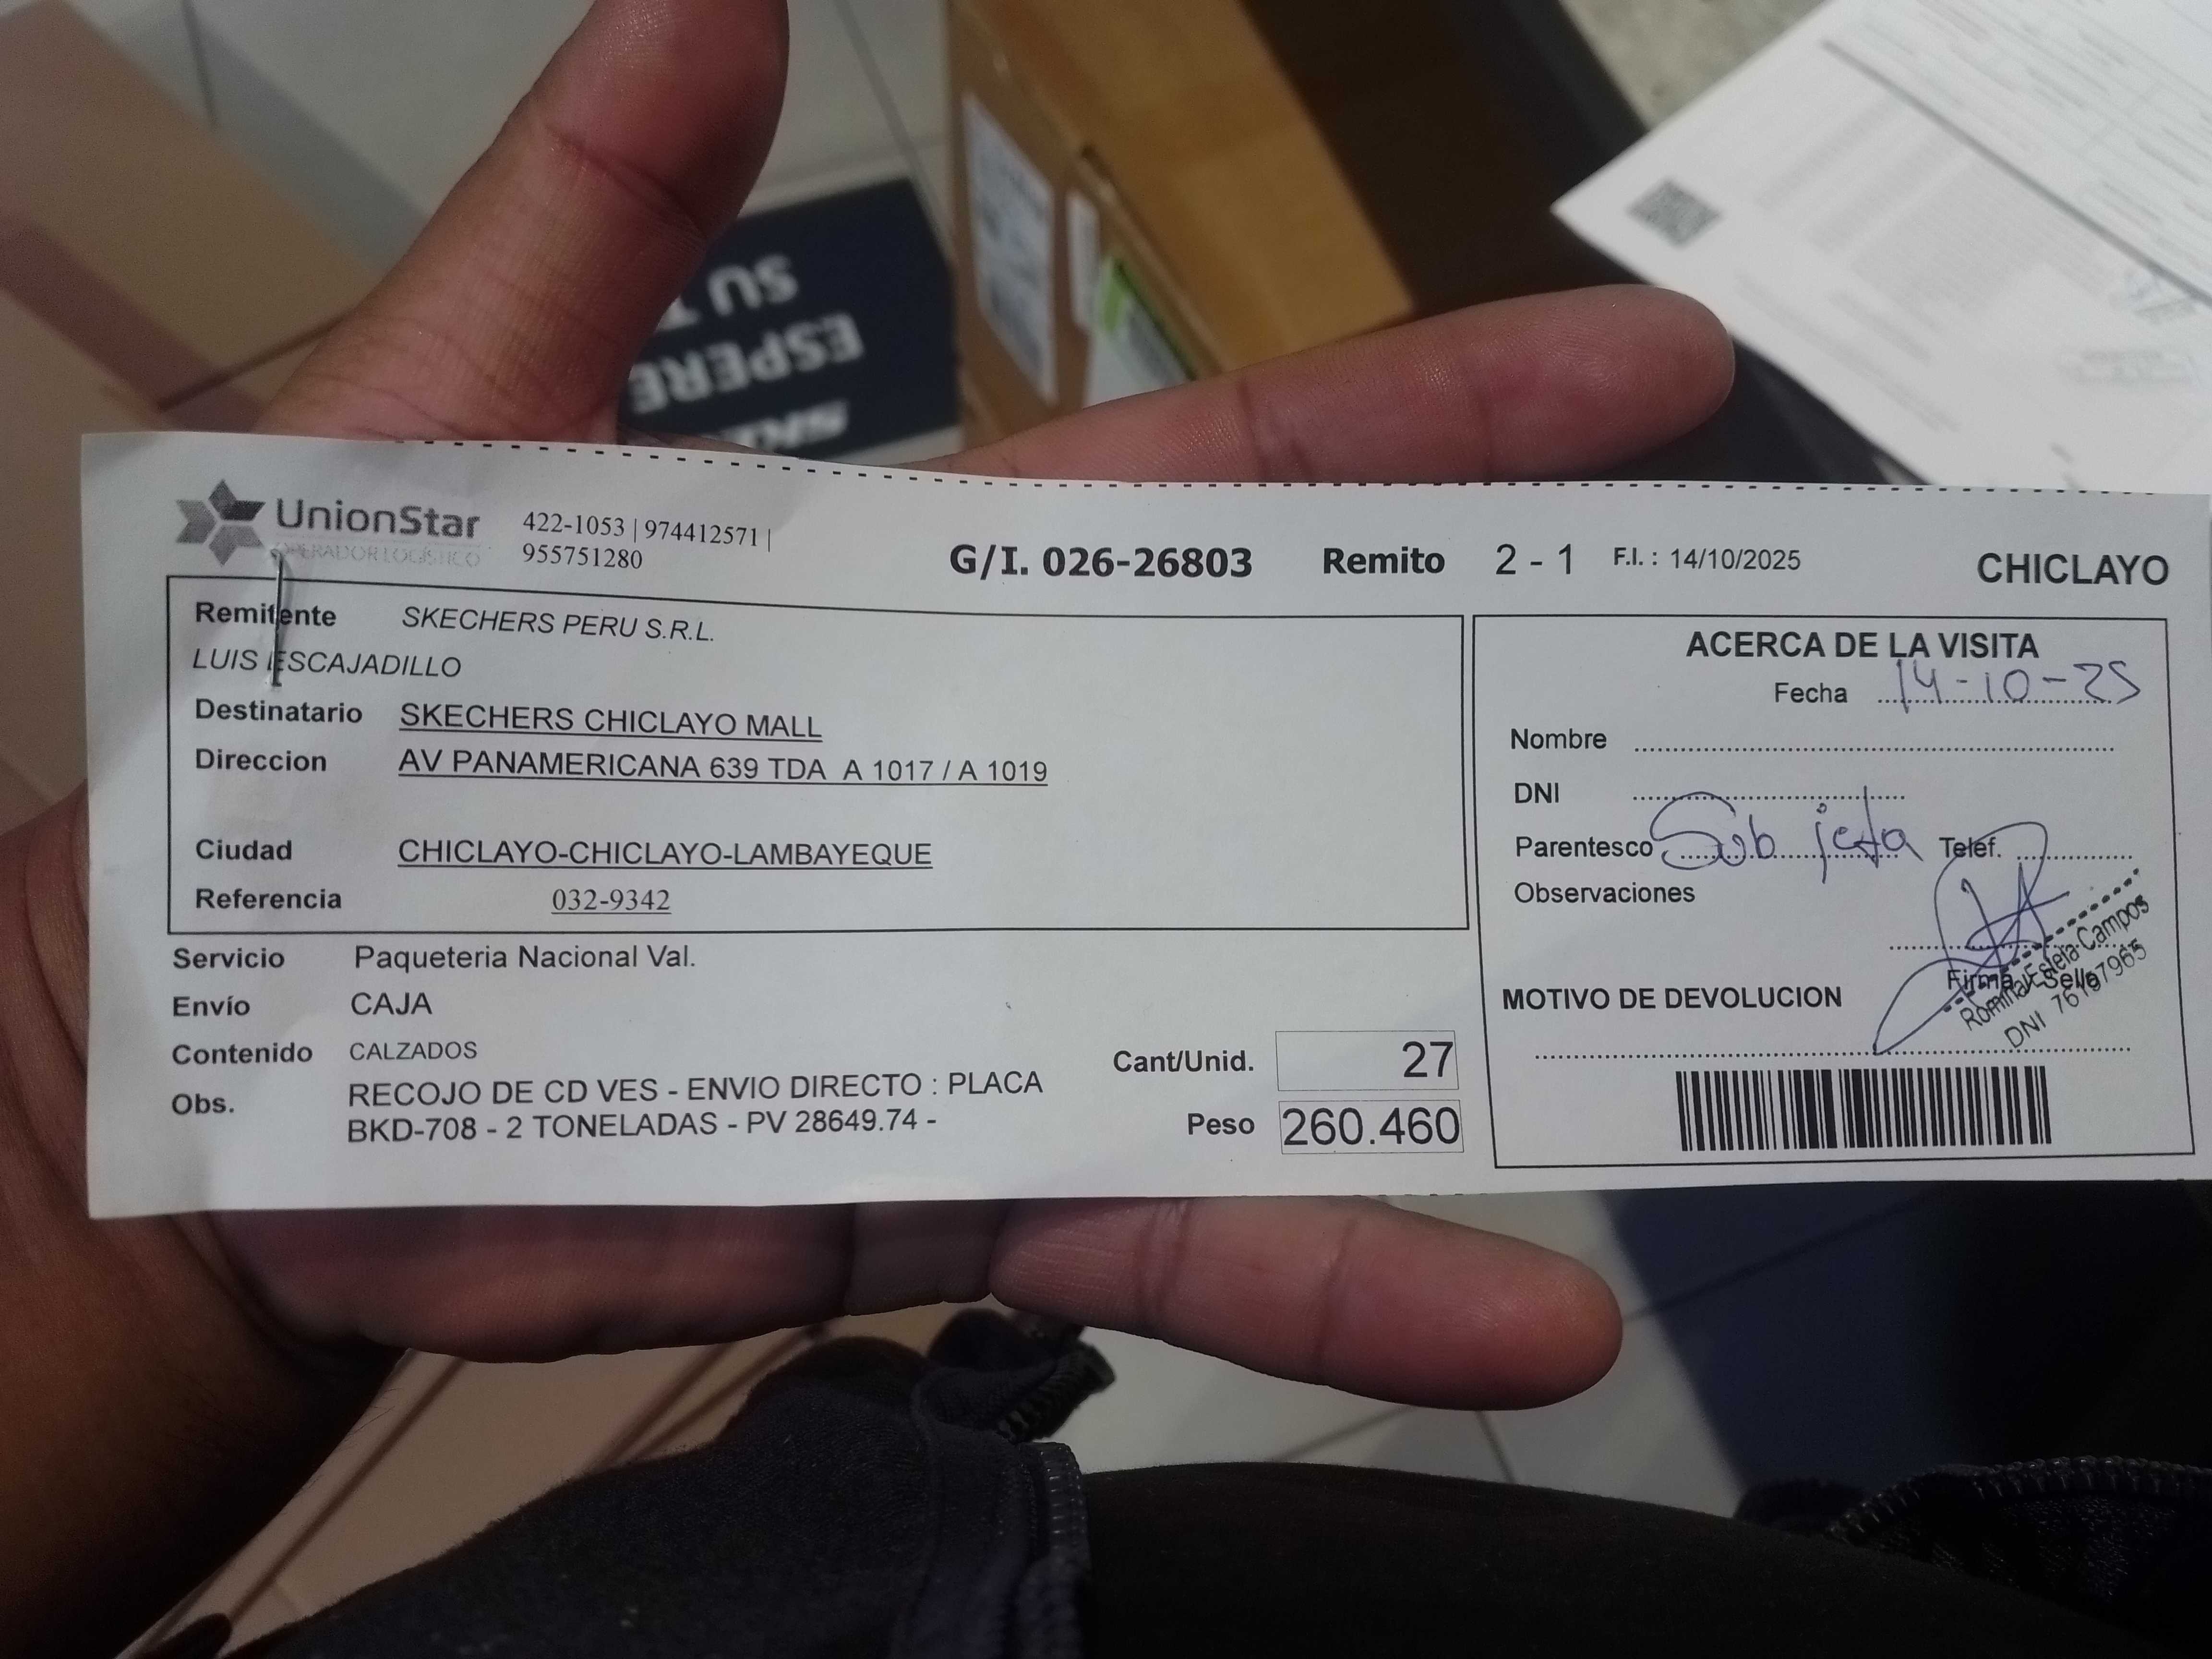 SU T
ESPERE
UnionStar
OPERADOR LOGÍSTICO
422-1053 | 974412571 |
955751280
G/I. 026-26803 Remito 2 - 1 F.I. : 14/10/2025 CHICLAYO
Remitente SKECHERS PERU S.R.L.
LUIS ESCAJADILLO
Destinatario SKECHERS CHICLAYO MALL
Direccion AV PANAMERICANA 639 TDA A 1017 / A 1019
Ciudad CHICLAYO-CHICLAYO-LAMBAYEQUE
Referencia 032-9342
Servicio Paqueteria Nacional Val.
Envío CAJA
Contenido CALZADOS
Obs. RECOJO DE CD VES - ENVIO DIRECTO : PLACA
BKD-708 - 2 TONELADAS - PV 28649.74 -
Cant/Unid. 27
Peso 260.460
ACERCA DE LA VISITA
Fecha 14-10-25
Nombre
DNI
Parentesco Sub jefa Telef.
Observaciones
Firma Sello
Estela Campos
DNI
MOTIVO DE DEVOLUCION